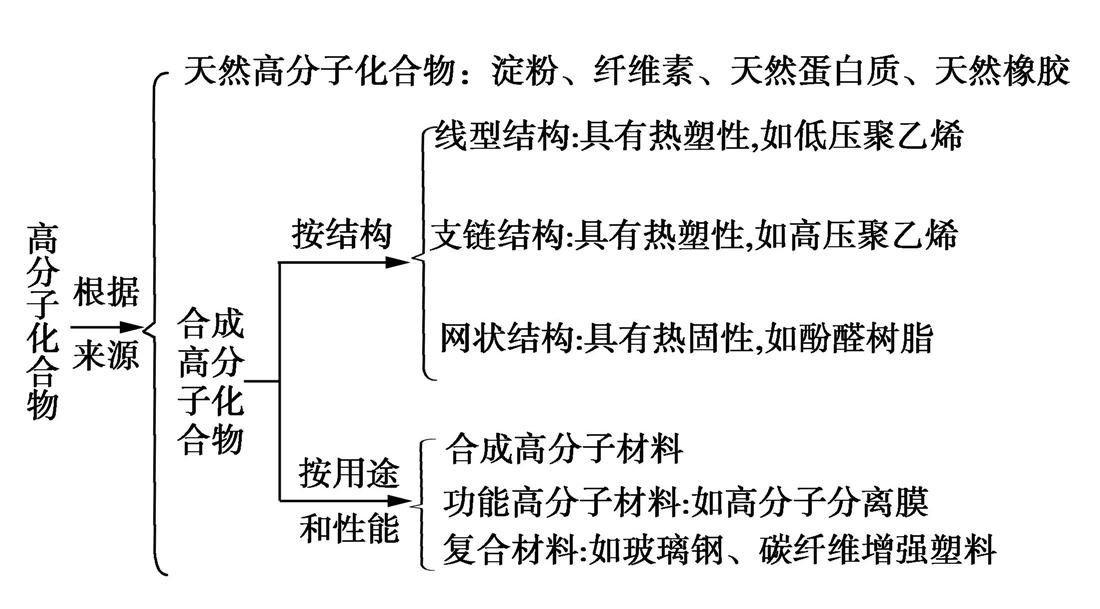 高分子化合物
根据
来源
天然高分子化合物：淀粉、纤维素、天然蛋白质、天然橡胶
合成
高分
子化
合物
按结构
线型结构:具有热塑性,如低压聚乙烯
支链结构:具有热塑性,如高压聚乙烯
网状结构:具有热固性,如酚醛树脂
按用途
和性能
合成高分子材料
功能高分子材料:如高分子分离膜
复合材料:如玻璃钢、碳纤维增强塑料